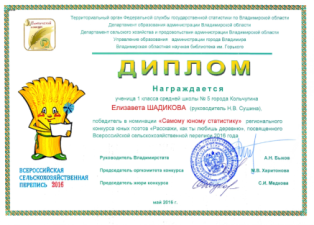 Территориальный орган Федеральной службы государственной статистики по Владимирской области
Департамент образования администрации Владимирской области
Департамент сельского хозяйства и продовольствия администрации Владимирской области
Управление образования администрации города Владимира
Владимирская областная научная библиотека им. Горького
ДИПЛОМ
Награждается
ученица 1 класса средней школы № 5 города Кольчугина
Елизавета ШАДИКОВА (руководитель Н.В. Сущева),
победитель в номинации «Самому юному статистику» регионального
конкурса юных поэтов «Расскажи, как ты любишь деревню», посвященного
Всероссийской сельскохозяйственной переписи 2016 года
Руководитель Владимирстата А.Н. Быков
Председатель оргкомитета конкурса
Председатель жюри конкурса С.И. Медкова
ВСЕРОССИЙСКАЯ
СЕЛЬСКОХОЗЯЙСТВЕННАЯ
ПЕРЕПИСЬ 2016
май 2016 г.